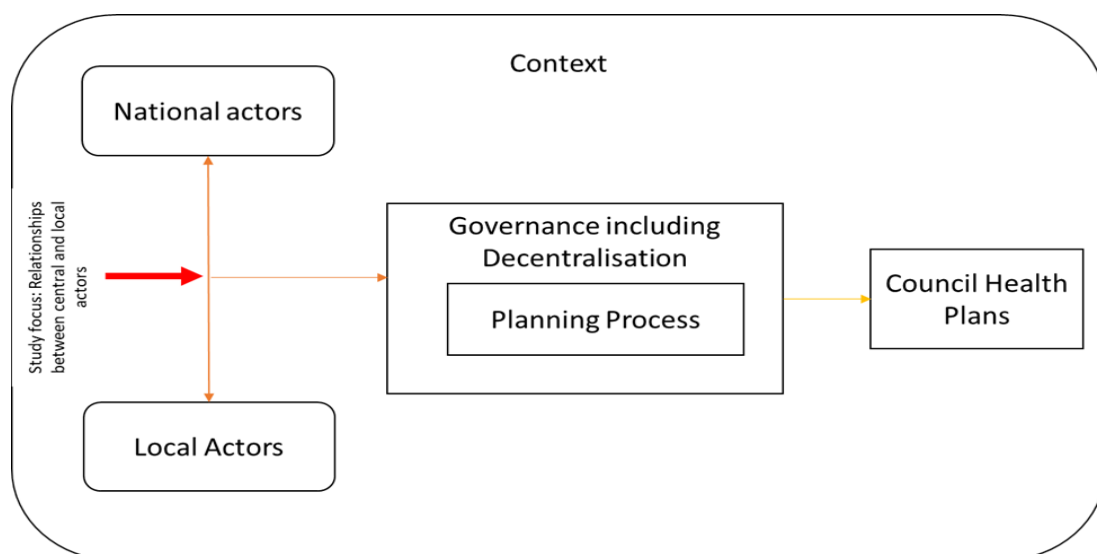 Context
National actors
Study focus: Relationships
between central and local
actors
Governance including
Decentralisation
Planning Process
Council Health
Plans
Local Actors